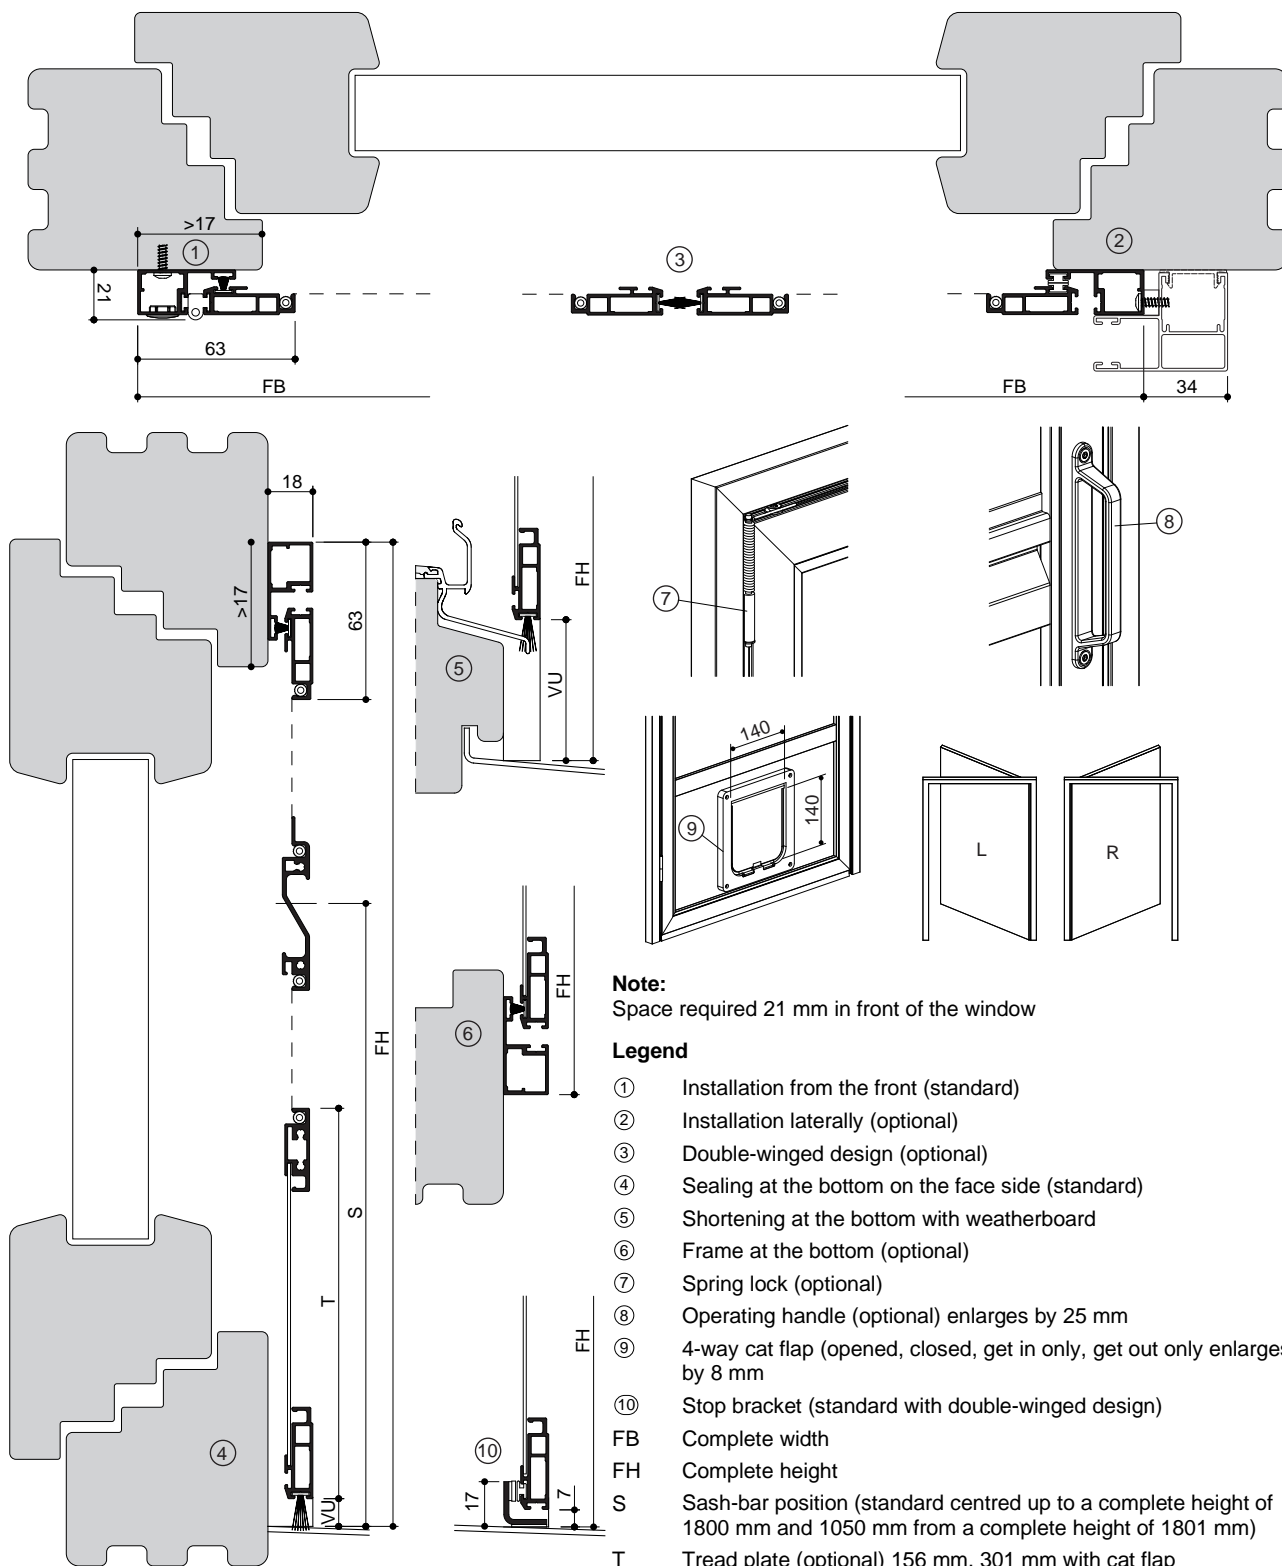 >17
①
②
③
21
63
FB
FB
34
18
>17
63
FH
⑤
VU
FH
⑦
⑧
140
140
⑨
L
R
⑥
FH
FH
S
T
④
VU
⑩
17
7
FH
Note:
Space required 21 mm in front of the window
Legend
① Installation from the front (standard)
② Installation laterally (optional)
③ Double-winged design (optional)
④ Sealing at the bottom on the face side (standard)
⑤ Shortening at the bottom with weatherboard
⑥ Frame at the bottom (optional)
⑦ Spring lock (optional)
⑧ Operating handle (optional) enlarges by 25 mm
⑨ 4-way cat flap (opened, closed, get in only, get out only enlarges
by 8 mm
⑩ Stop bracket (standard with double-winged design)
FB Complete width
FH Complete height
S Sash-bar position (standard centred up to a complete height of
1800 mm and 1050 mm from a complete height of 1801 mm)
T Tread plate (optional) 156 mm, 301 mm with cat flap